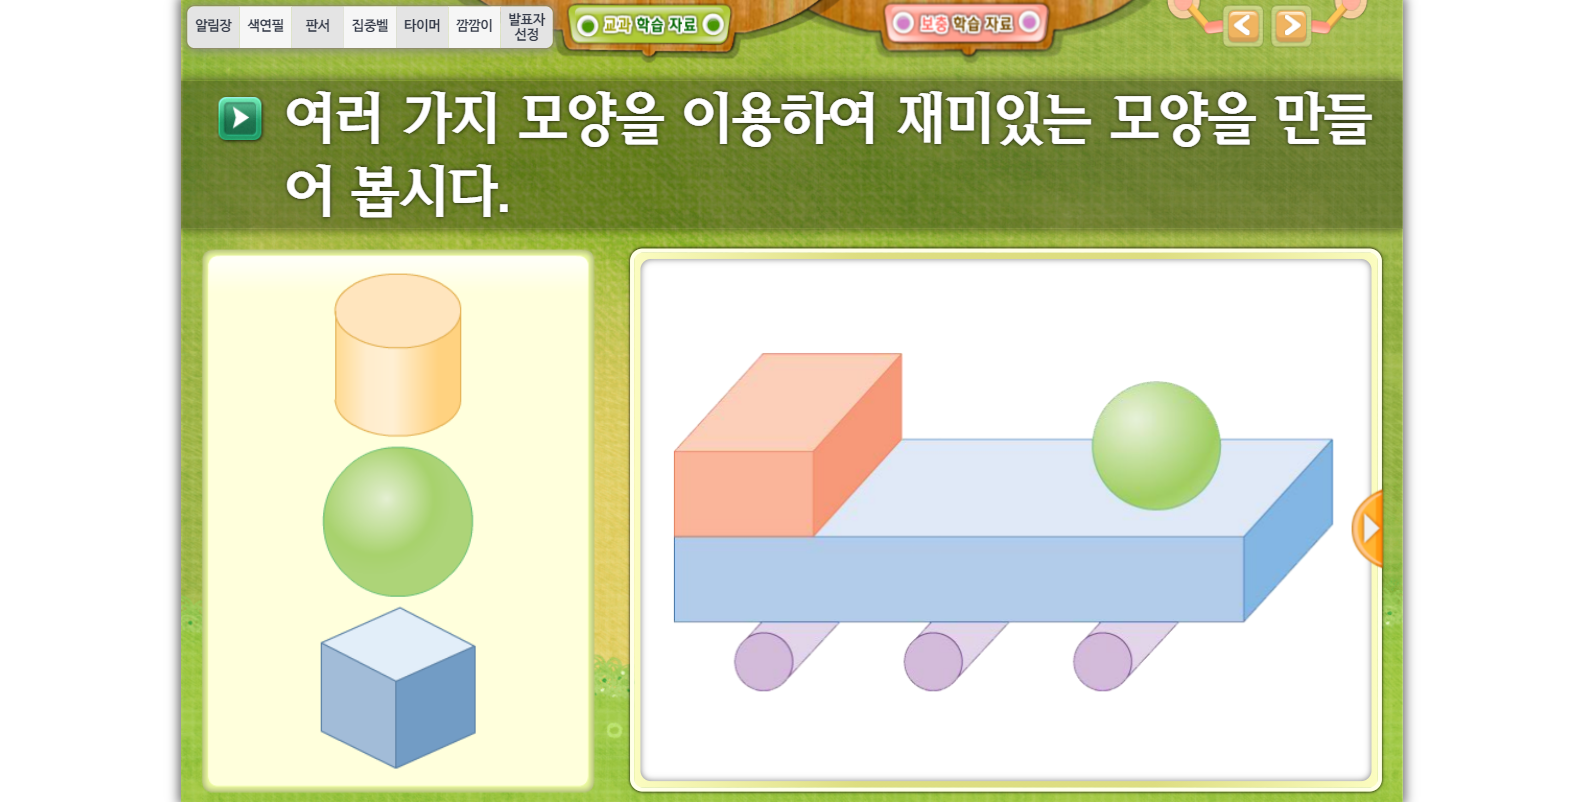 알림장 색연필 판서 집중벨 타이머 깜깜이 발표자
선정
교과 학습 자료
보충 학습 자료
여러 가지 모양을 이용하여 재미있는 모양을 만들
어 봅시다.